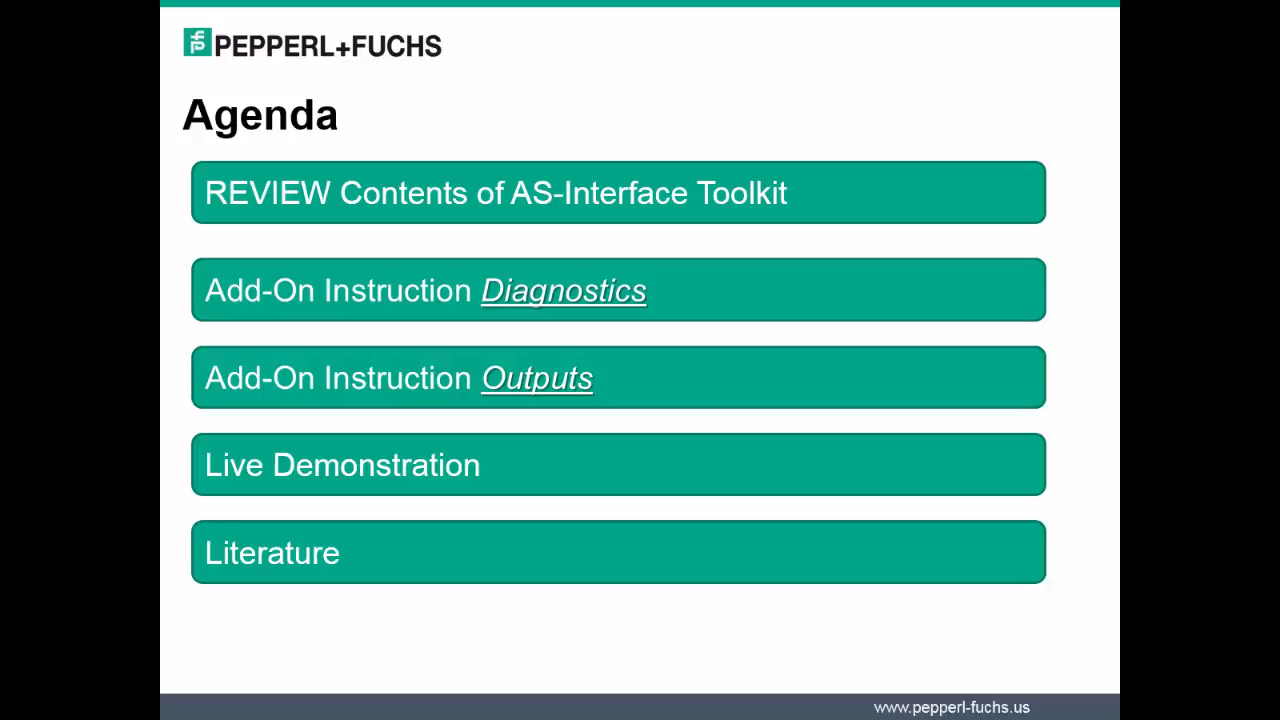 PEPPERL+FUCHS
Agenda
REVIEW Contents of AS-Interface Toolkit
Add-On Instruction Diagnostics
Add-On Instruction Outputs
Live Demonstration
Literature
www.pepperl-fuchs.us